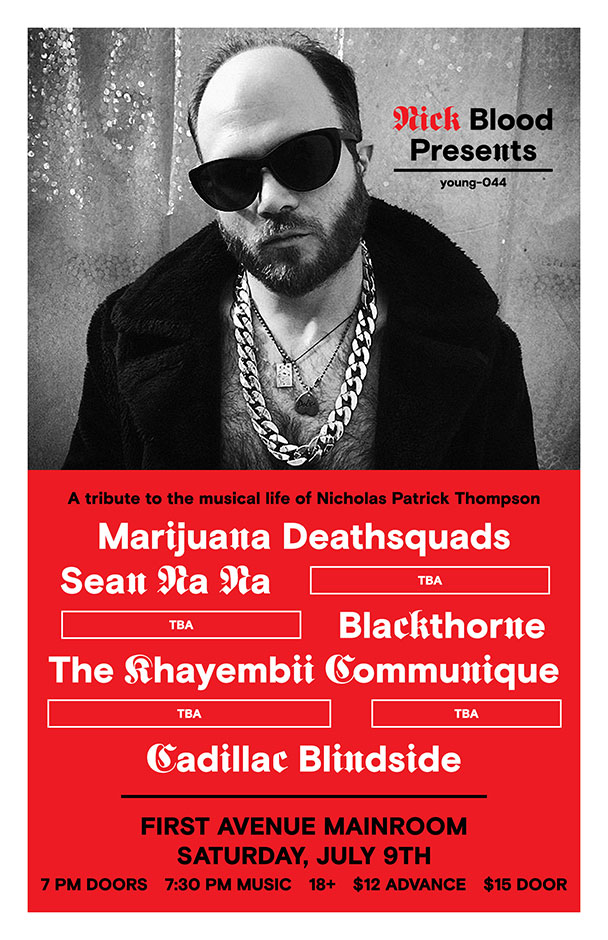 Nick Blood
Presents
young-044
A tribute to the musical life of Nicholas Patrick Thompson
Marijuana Deathsquads
Sean Na Na TBA
TBA Blackthorne
The Khayembii Communique
TBA TBA
Cadillac Blindside
FIRST AVENUE MAINROOM
SATURDAY, JULY 9TH
7 PM DOORS 7:30 PM MUSIC 18+ $12 ADVANCE $15 DOOR